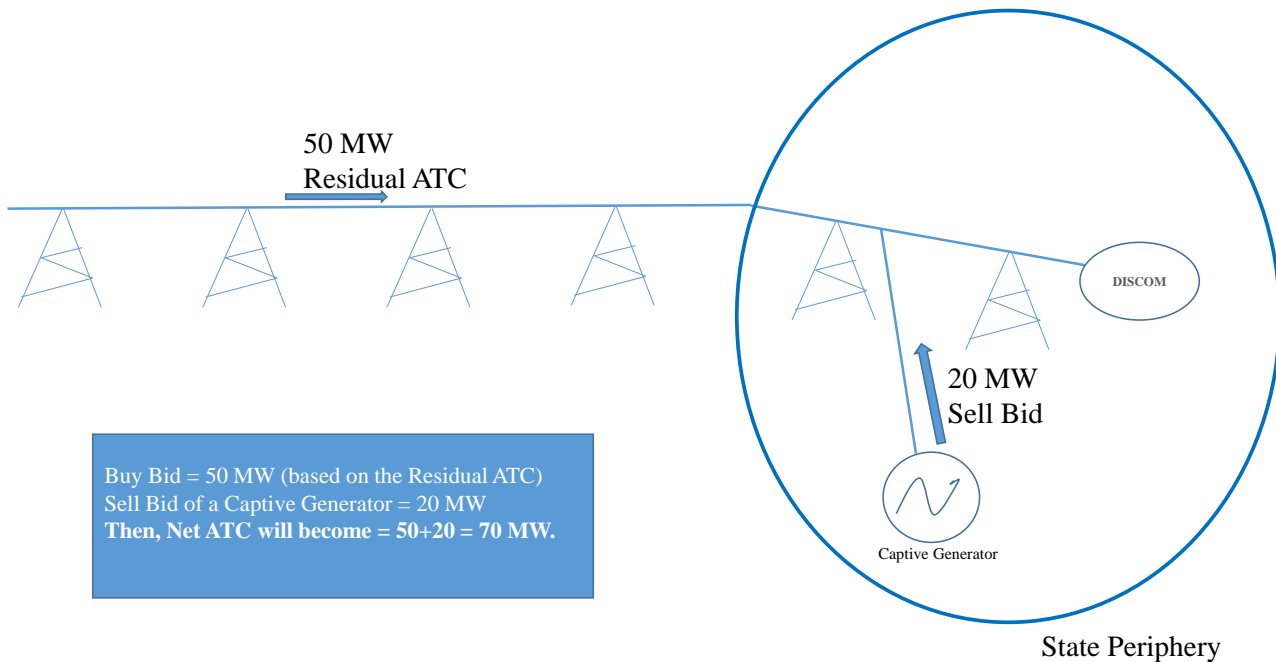 50 MW
Residual ATC
DISCOM
20 MW
Sell Bid
Buy Bid = 50 MW (based on the Residual ATC)
Sell Bid of a Captive Generator = 20 MW
Then, Net ATC will become = 50+20 = 70 MW.
Captive Generator
State Periphery